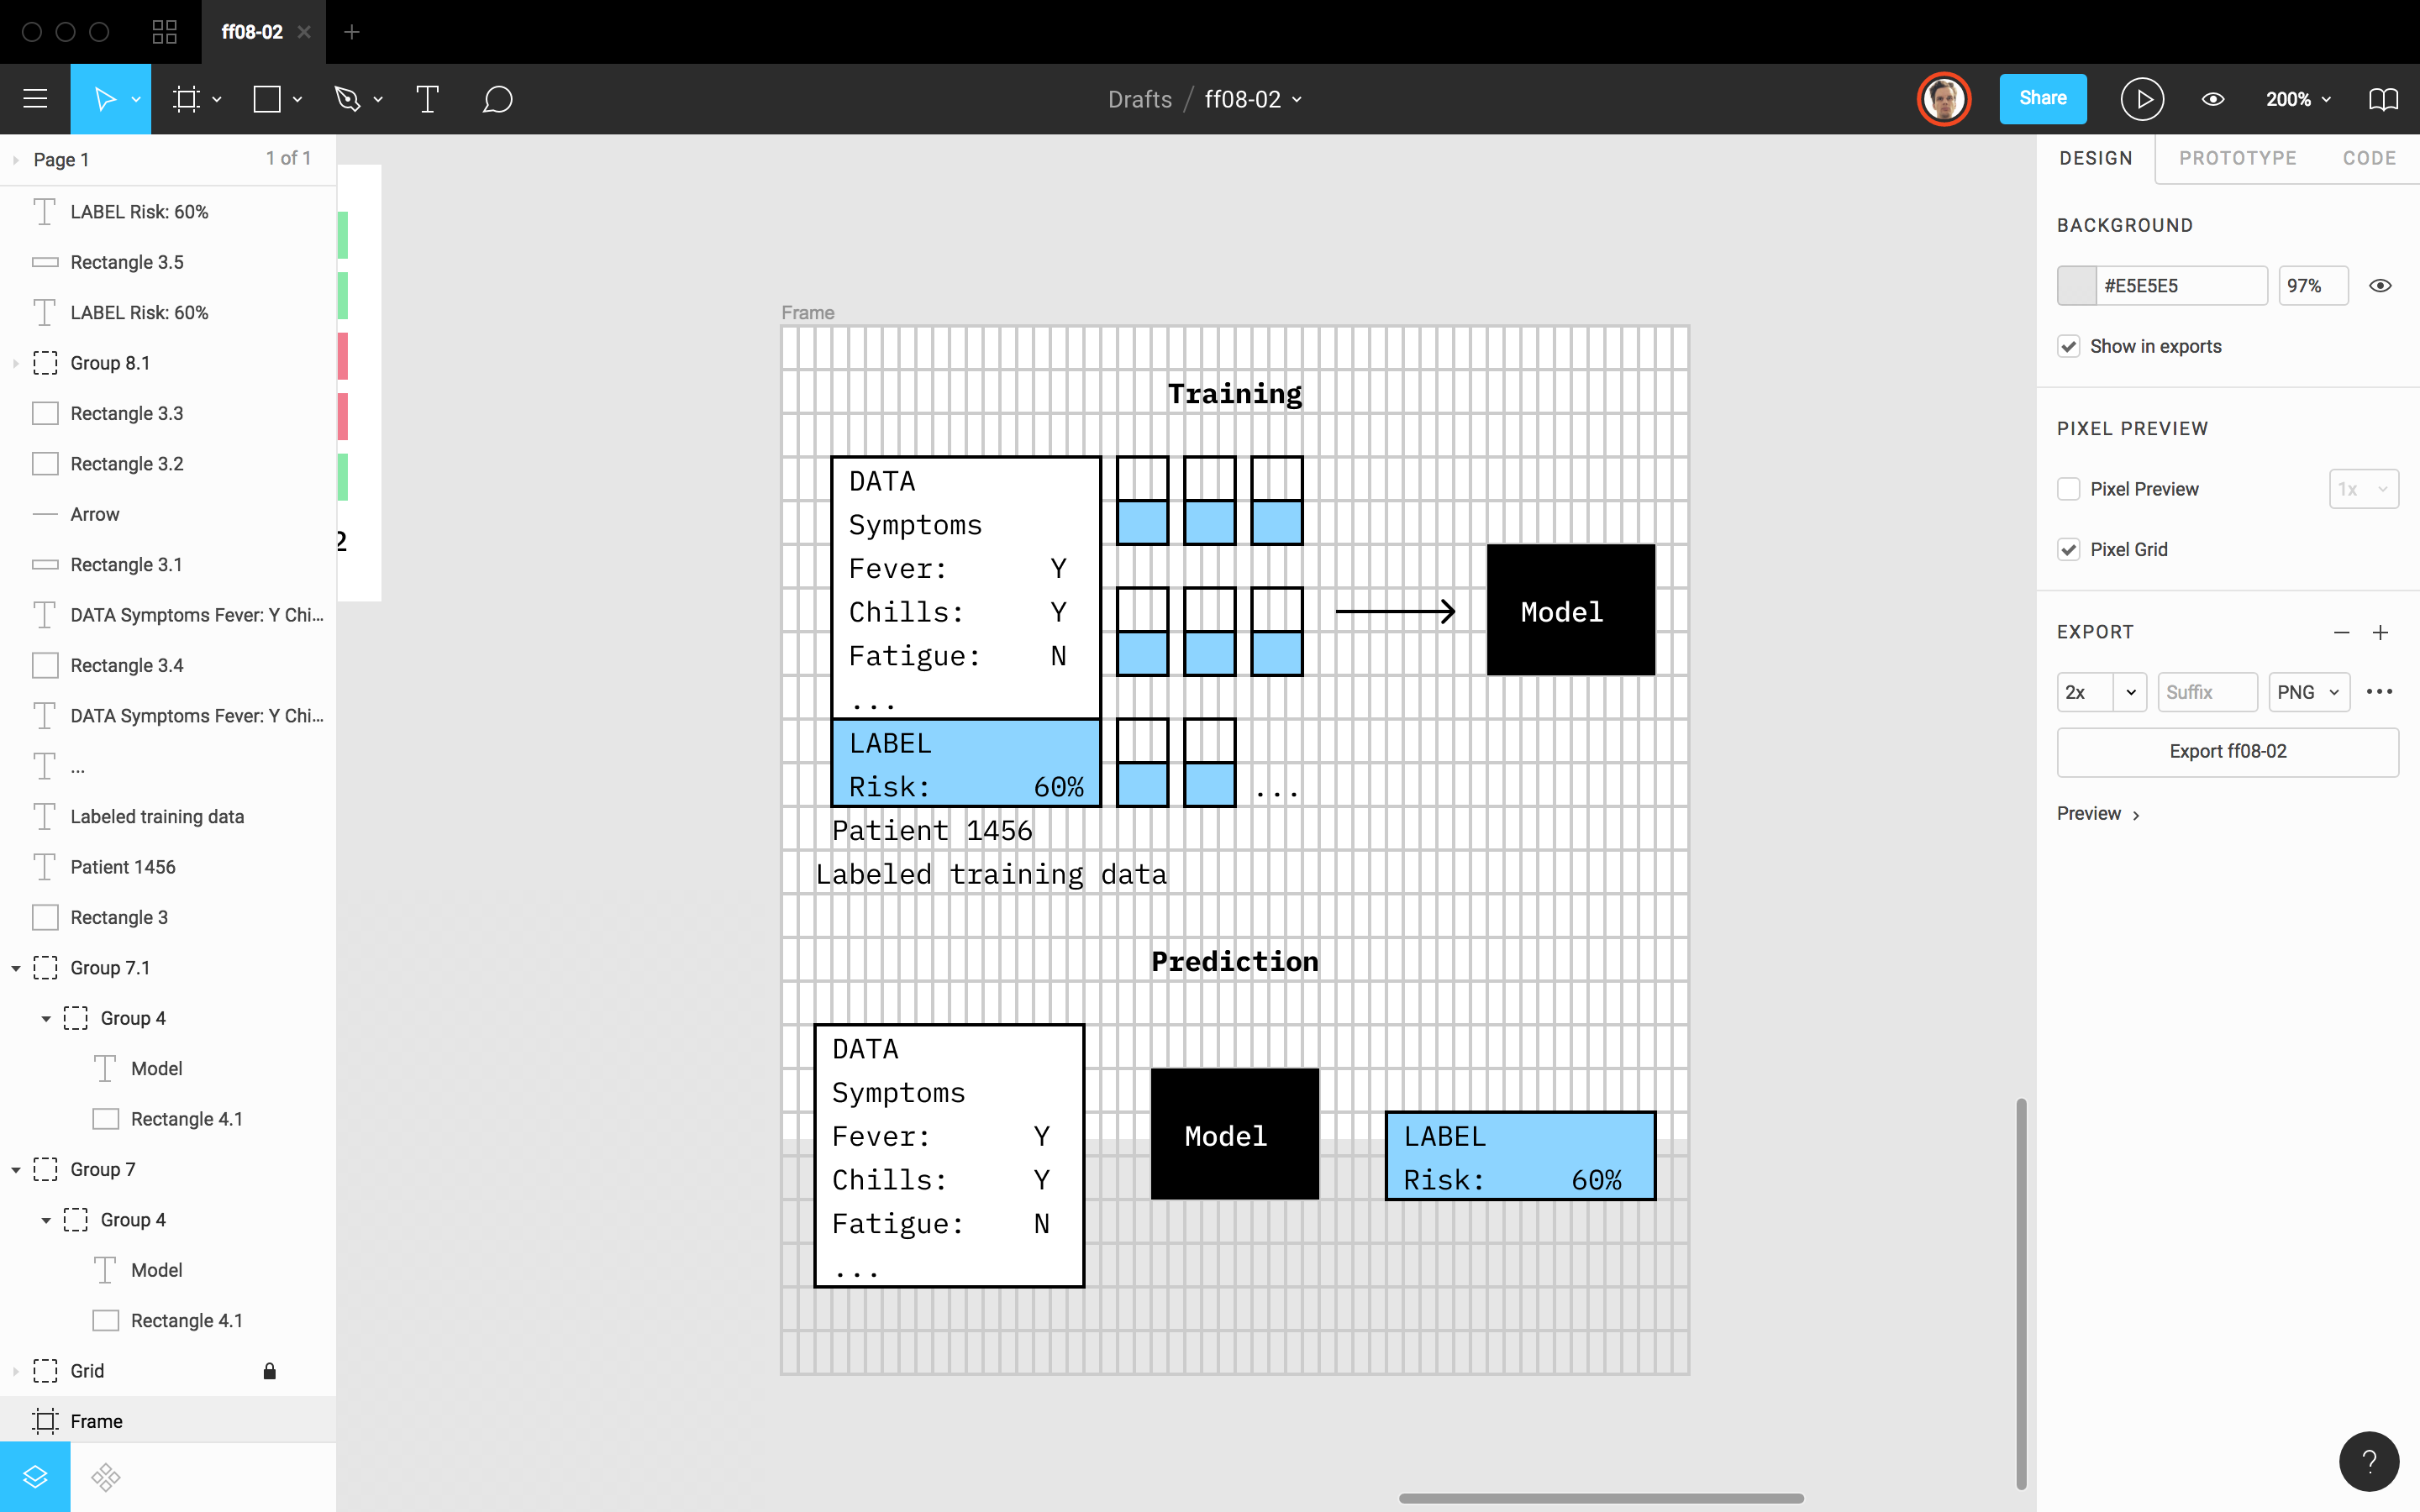 ff08-02
Drafts / ff08-02
Share
200%
Page 1
1 of 1
LABEL Risk: 60%
Rectangle 3.5
LABEL Risk: 60%
Group 8.1
Rectangle 3.3
Rectangle 3.2
Arrow
Rectangle 3.1
DATA Symptoms Fever: Y Chi...
Rectangle 3.4
DATA Symptoms Fever: Y Chi...
...
Labeled training data
Patient 1456
Rectangle 3
Group 7.1
Group 4
Model
Rectangle 4.1
Group 7
Group 4
Model
Rectangle 4.1
Grid
Frame
2
Frame
Training
DATA
Symptoms
Fever: Y
Chills: Y
Fatigue: N
...
LABEL
Risk: 60%
...
Patient 1456
Labeled training data
Model
Prediction
DATA
Symptoms
Fever: Y
Chills: Y
Fatigue: N
...
Model
LABEL
Risk: 60%
DESIGN
PROTOTYPE
CODE
BACKGROUND
#E5E5E5
97%
Show in exports
PIXEL PREVIEW
Pixel Preview
1x
Pixel Grid
EXPORT
2x
Suffix
PNG
Export ff08-02
Preview
?